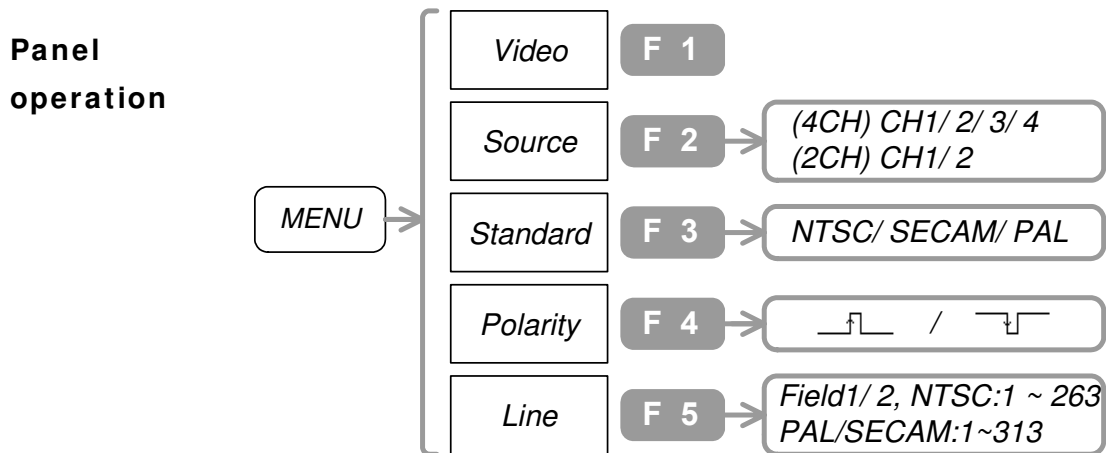 Panel
operation
MENU
Video
F 1
Source
F 2
(4CH) CH1/ 2/ 3/ 4
(2CH) CH1/ 2
Standard
F 3
NTSC/ SECAM/ PAL
Polarity
F 4
/
Line
F 5
Field1/ 2, NTSC:1 ~ 263
PAL/SECAM:1~313